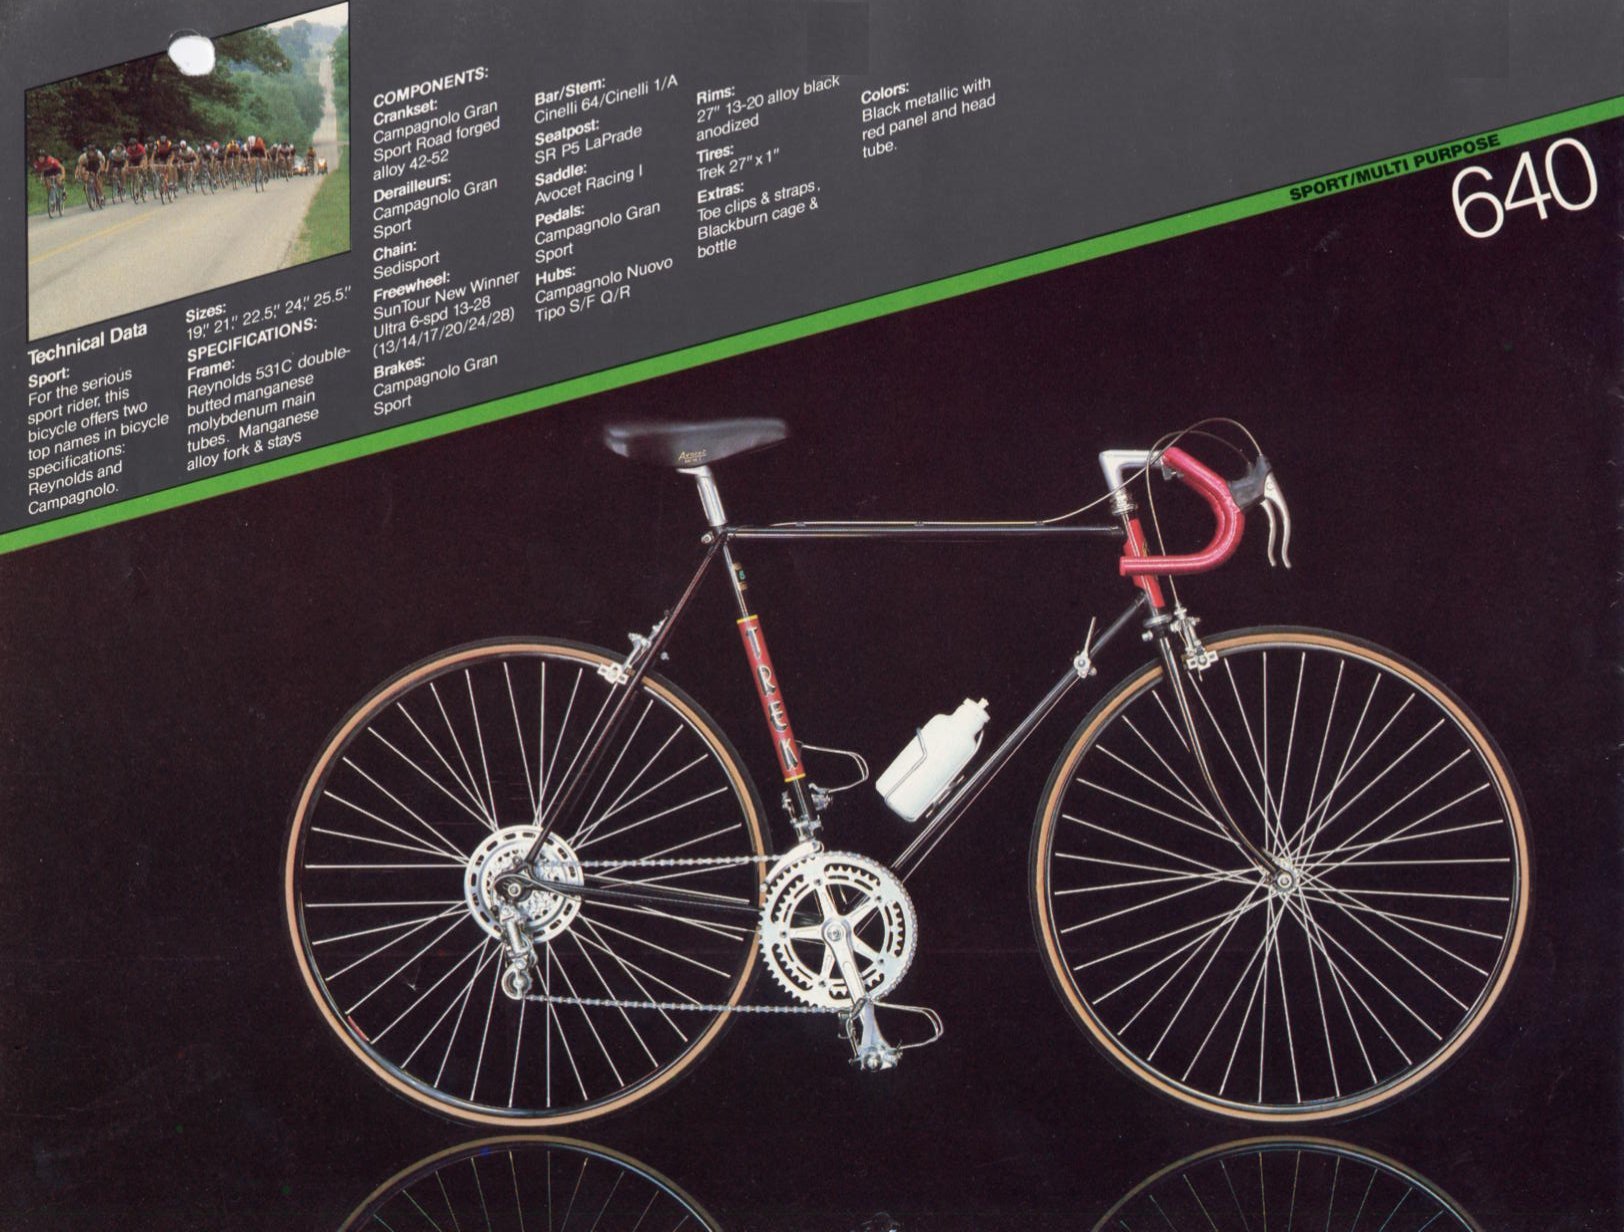 Technical Data
Sport:
For the serious
sport rider, this
bicycle offers two
top names in bicycle
specifications:
Reynolds and
Campagnolo.
Sizes:
19," 21," 22.5," 24," 25.5."
SPECIFICATIONS:
Frame:
Reynolds 531C double-
butted manganese
molybdenum main
tubes. Manganese
alloy fork & stays
COMPONENTS:
Crankset:
Campagnolo Gran
Sport Road forged
alloy 42-52
Derailleurs:
Campagnolo Gran
Sport
Chain:
Sedisport
Freewheel:
SunTour New Winner
Ultra 6-spd 13-28
(13/14/17/20/24/28)
Brakes:
Campagnolo Gran
Sport
Bar/Stem:
Cinelli 64/Cinelli 1/A
Seatpost:
SR P5 LaPrade
Saddle:
Avocet Racing I
Pedals:
Campagnolo Gran
Sport
Hubs:
Campagnolo Nuovo
Tipo S/F Q/R
Rims:
27" 13-20 alloy black
anodized
Tires:
Trek 27" x 1"
Extras:
Toe clips & straps,
Blackburn cage &
bottle
Colors:
Black metallic with
red panel and head
tube.
SPORT/MULTI PURPOSE
640
Avocet
TREK